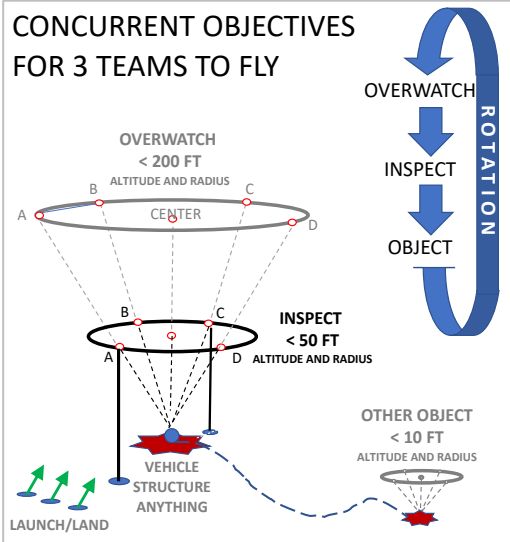 CONCURRENT OBJECTIVES
FOR 3 TEAMS TO FLY
OVERWATCH
INSPECT
OBJECT
ROTATION
OVERWATCH
< 200 FT
ALTITUDE AND RADIUS
B
C
A
CENTER
D
B
C
A
D
INSPECT
< 50 FT
ALTITUDE AND RADIUS
VEHICLE
STRUCTURE
ANYTHING
OTHER OBJECT
< 10 FT
ALTITUDE AND RADIUS
LAUNCH/LAND